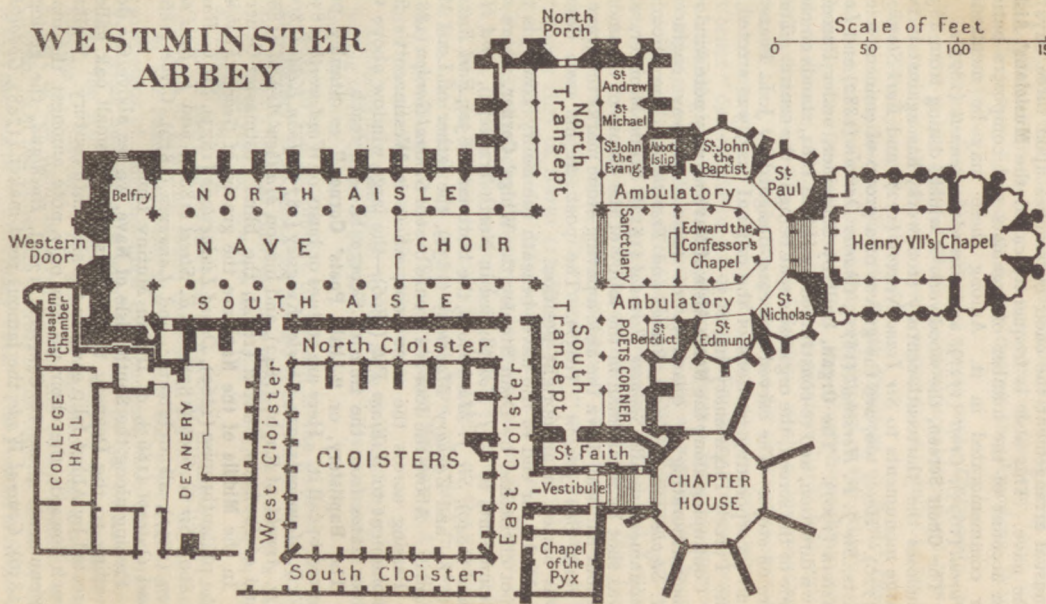 WESTMINSTER
ABBEY
North
Porch
Scale of Feet
0 50 100 15
St
Andrew
St
Michael
St John
the
Evang.
Abbot
Islip
St John
the
Baptist
St
Paul
North
Transept
Belfry
NORTH AISLE
Ambulatory
Western
Door
NAVE
CHOIR
Sanctuary
Edward the
Confessor's
Chapel
Henry VII's Chapel
SOUTH AISLE
Ambulatory
St
Nicholas
St
Benedict
St
Edmund
POETS CORNER
South
Transept
Jerusalem
Chamber
North Cloister
COLLEGE
HALL
DEANERY
West Cloister
CLOISTERS
East Cloister
St Faith
Vestibule
CHAPTER
HOUSE
Chapel
of the
Pyx
South Cloister